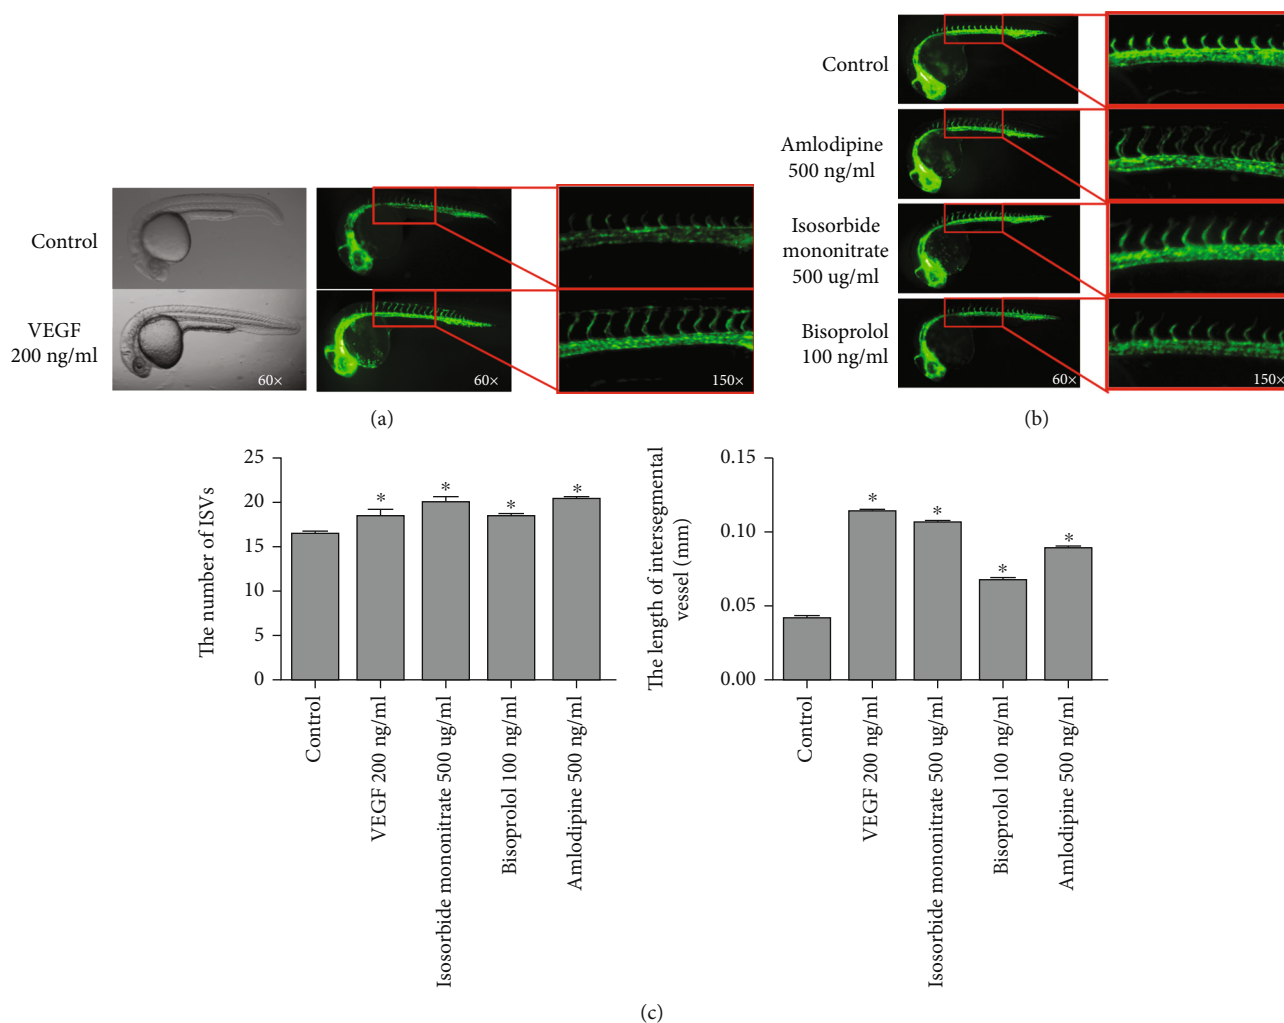 Control
VEGF
200 ng/ml
60×
60×
150×
(a)
Control
Amlodipine
500 ng/ml
Isosorbide
mononitrate
500 ug/ml
Bisoprolol
100 ng/ml
60×
150×
(b)
The number of ISVs
25
20
15
10
5
0
*
*
*
*
Control
VEGF 200 ng/ml
Isosorbide mononitrate 500 ug/ml
Bisoprolol 100 ng/ml
Amlodipine 500 ng/ml
The length of intersegmental
vessel (mm)
0.15
0.10
0.05
0.00
*
*
*
*
Control
VEGF 200 ng/ml
Isosorbide mononitrate 500 ug/ml
Bisoprolol 100 ng/ml
Amlodipine 500 ng/ml
(c)